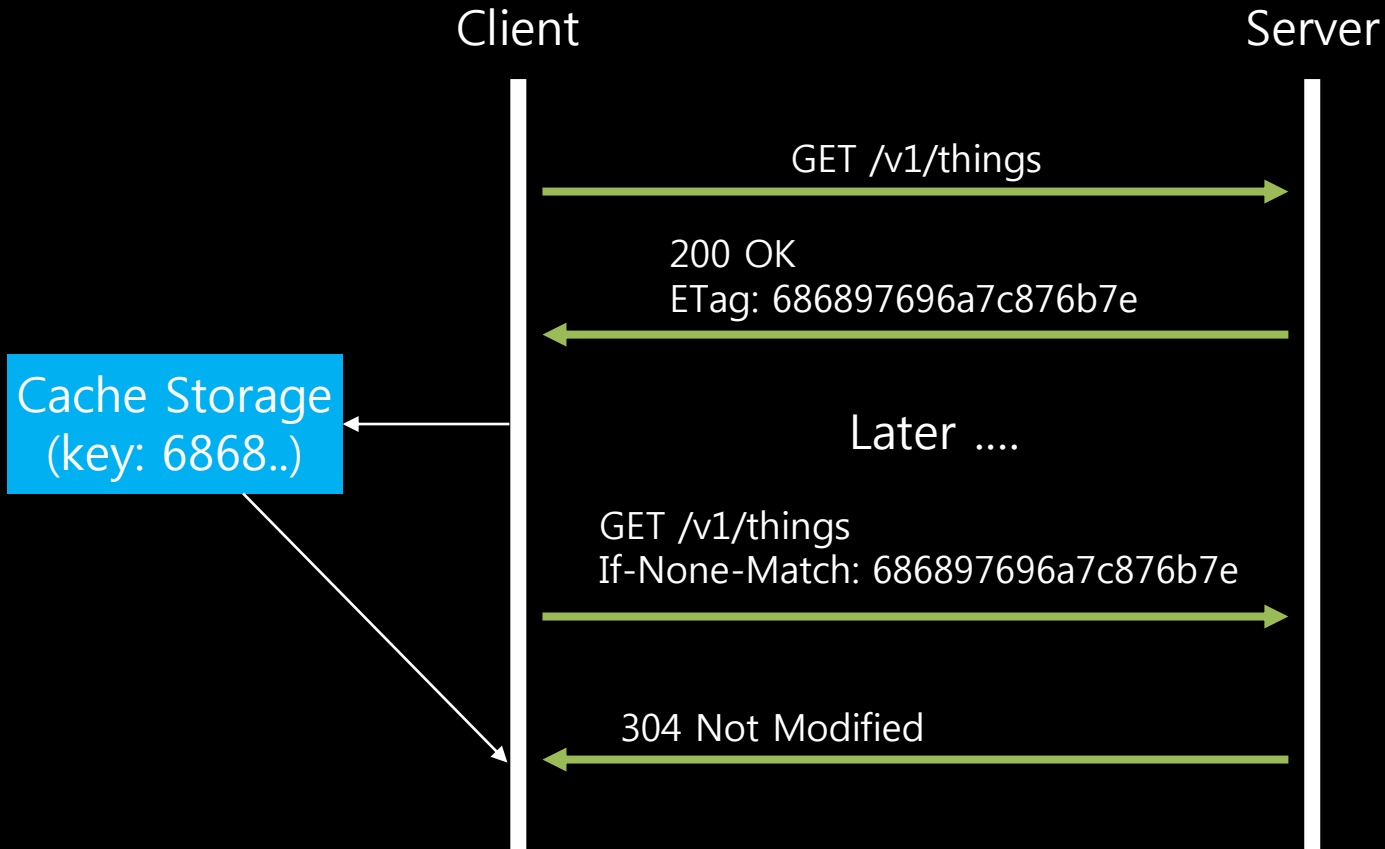 Client
Server
GET /v1/things
200 OK
ETag: 686897696a7c876b7e
Cache Storage
(key: 6868..)
Later ....
GET /v1/things
If-None-Match: 686897696a7c876b7e
304 Not Modified